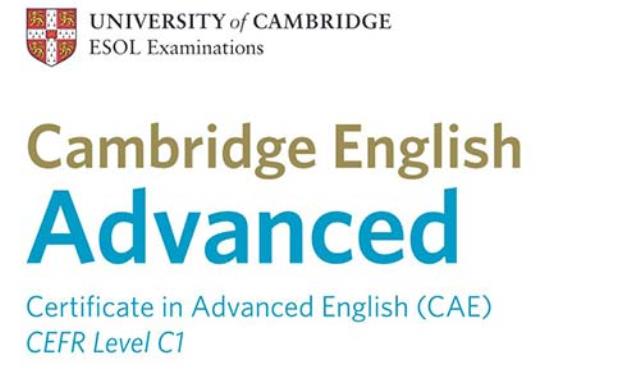 UNIVERSITY of CAMBRIDGE
ESOL Examinations
Cambridge English
Advanced
Certificate in Advanced English (CAE)
CEFR Level C1